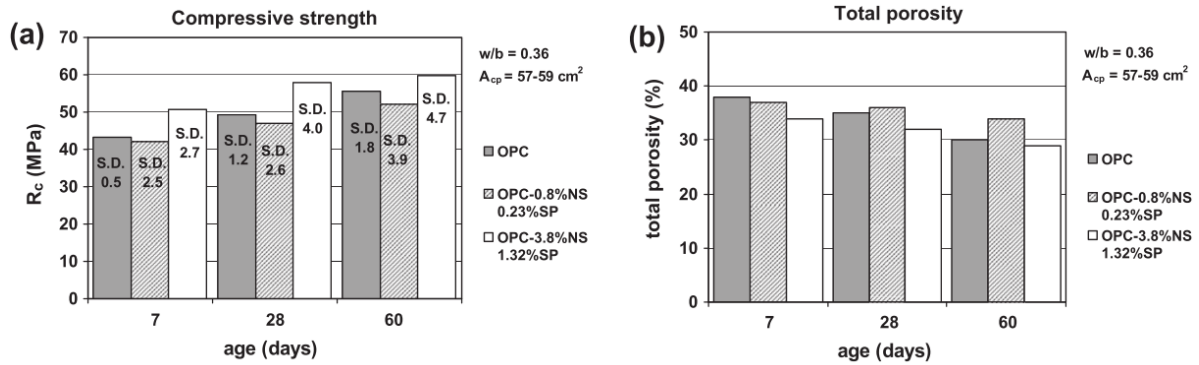 (a)
Compressive strength
70
60
50
40
30
20
10
0
R_c (MPa)
S.D.
0.5
S.D.
2.5
S.D.
2.7
S.D.
1.2
S.D.
2.6
S.D.
4.0
S.D.
1.8
S.D.
3.9
S.D.
4.7
7 28 60
age (days)
w/b = 0.36
A_cp = 57-59 cm²
OPC
OPC-0.8%NS
0.23%SP
OPC-3.8%NS
1.32%SP
(b)
Total porosity
50
40
30
20
10
0
total porosity (%)
7 28 60
age (days)
w/b = 0.36
A_cp = 57-59 cm²
OPC
OPC-0.8%NS
0.23%SP
OPC-3.8%NS
1.32%SP